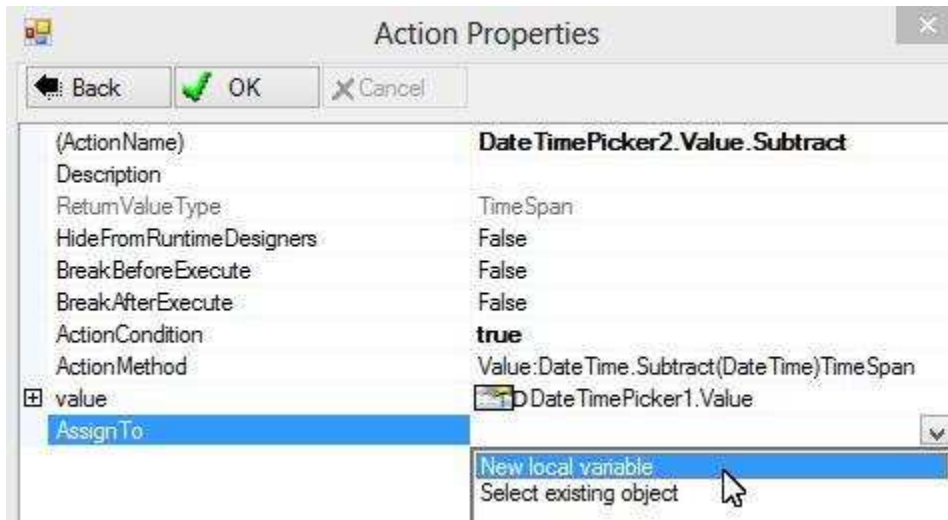 Action Properties
Back OK Cancel
(ActionName) DateTimePicker2.Value.Subtract
Description
ReturnValueType TimeSpan
HideFromRuntimeDesigners False
BreakBeforeExecute False
BreakAfterExecute False
ActionCondition true
ActionMethod Value:DateTime.Subtract(DateTime)TimeSpan
value DateTimePicker1.Value
AssignTo
New local variable
Select existing object